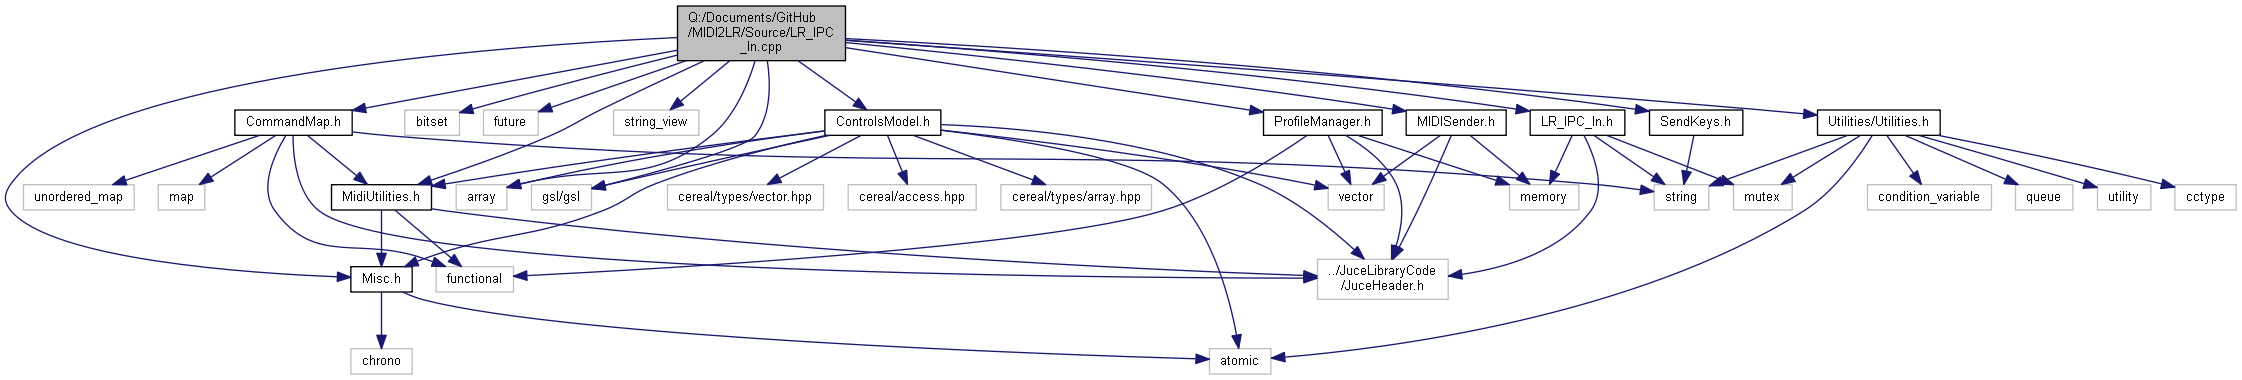 Q:/Documents/GitHub
/MIDI2LR/Source/LR_IPC
_In.cpp
CommandMap.h
bitset
future
string_view
ControlsModel.h
ProfileManager.h
MIDISender.h
LR_IPC_In.h
SendKeys.h
Utilities/Utilities.h
unordered_map
map
MidiUtilities.h
array
gsl/gsl
cereal/types/vector.hpp
cereal/access.hpp
cereal/types/array.hpp
vector
memory
string
mutex
condition_variable
queue
utility
cctype
Misc.h
functional
../JuceLibraryCode
/JuceHeader.h
chrono
atomic